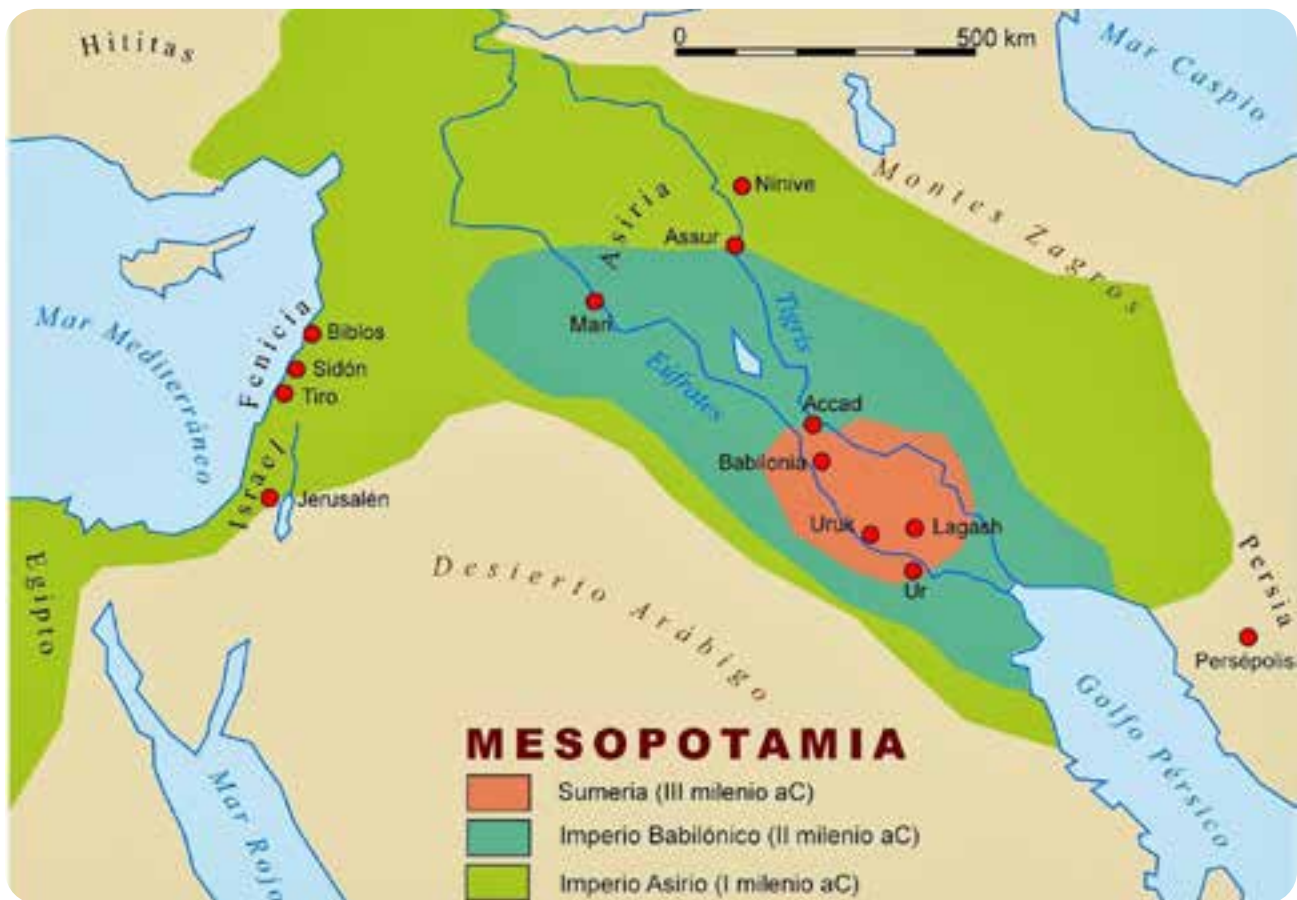 Hititas
0 500 km
Mar Caspio
Montes Zagros
Asiria
Nínive
Assur
Mari
Tigris
Eúfrates
Mar Mediterráneo
Fenicia
Biblos
Sidón
Tiro
Israel
Jerusalén
Egipto
Accad
Babilonia
Uruk
Lagash
Ur
Desierto Arábigo
Persia
Persépolis
Golfo Pérsico
Mar Rojo
MESOPOTAMIA
Sumeria (III milenio aC)
Imperio Babilónico (II milenio aC)
Imperio Asirio (I milenio aC)